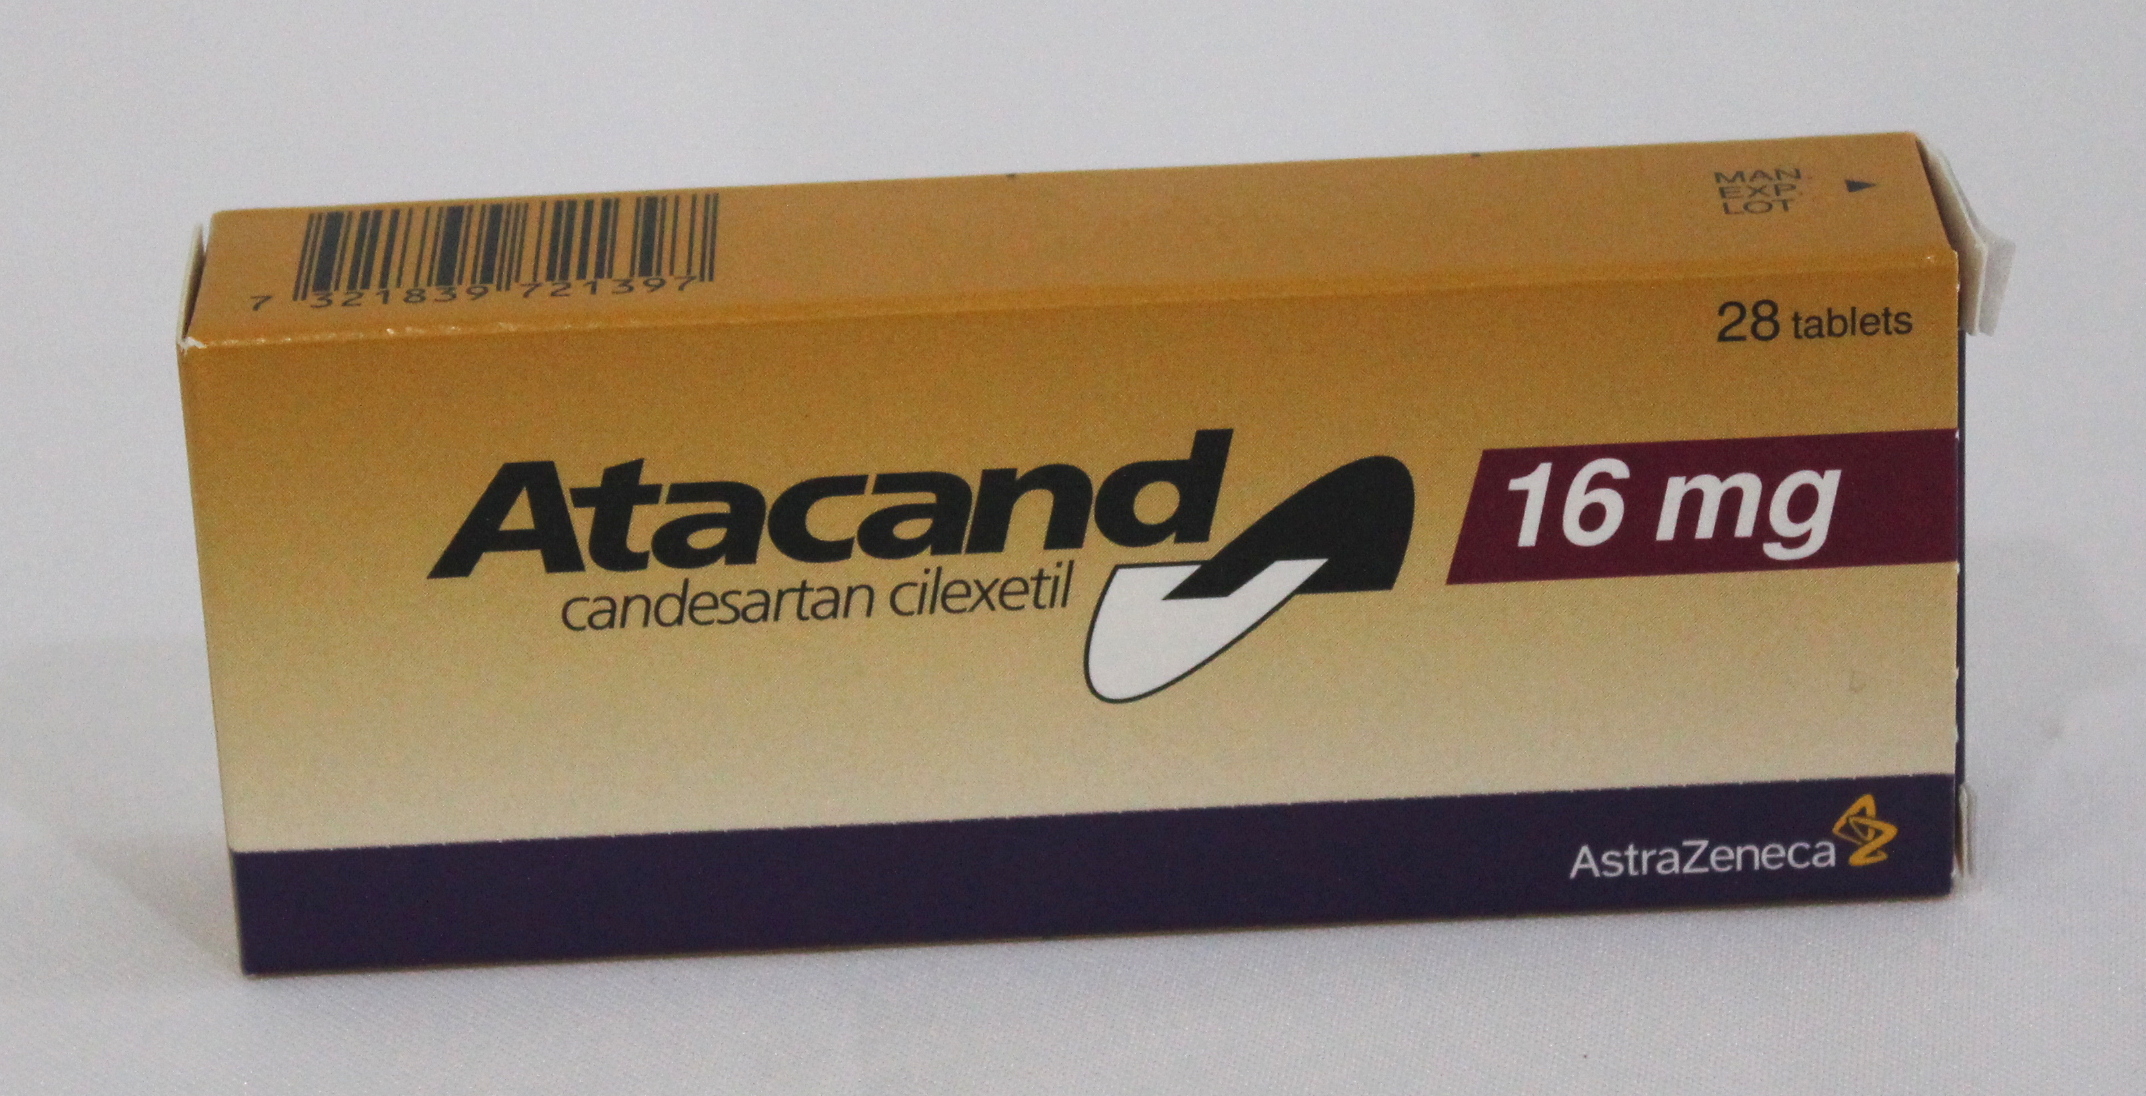 7 321839 721397
MAN.
EXP.
LOT
28 tablets
Atacand
candesartan cilexetil
16 mg
AstraZeneca